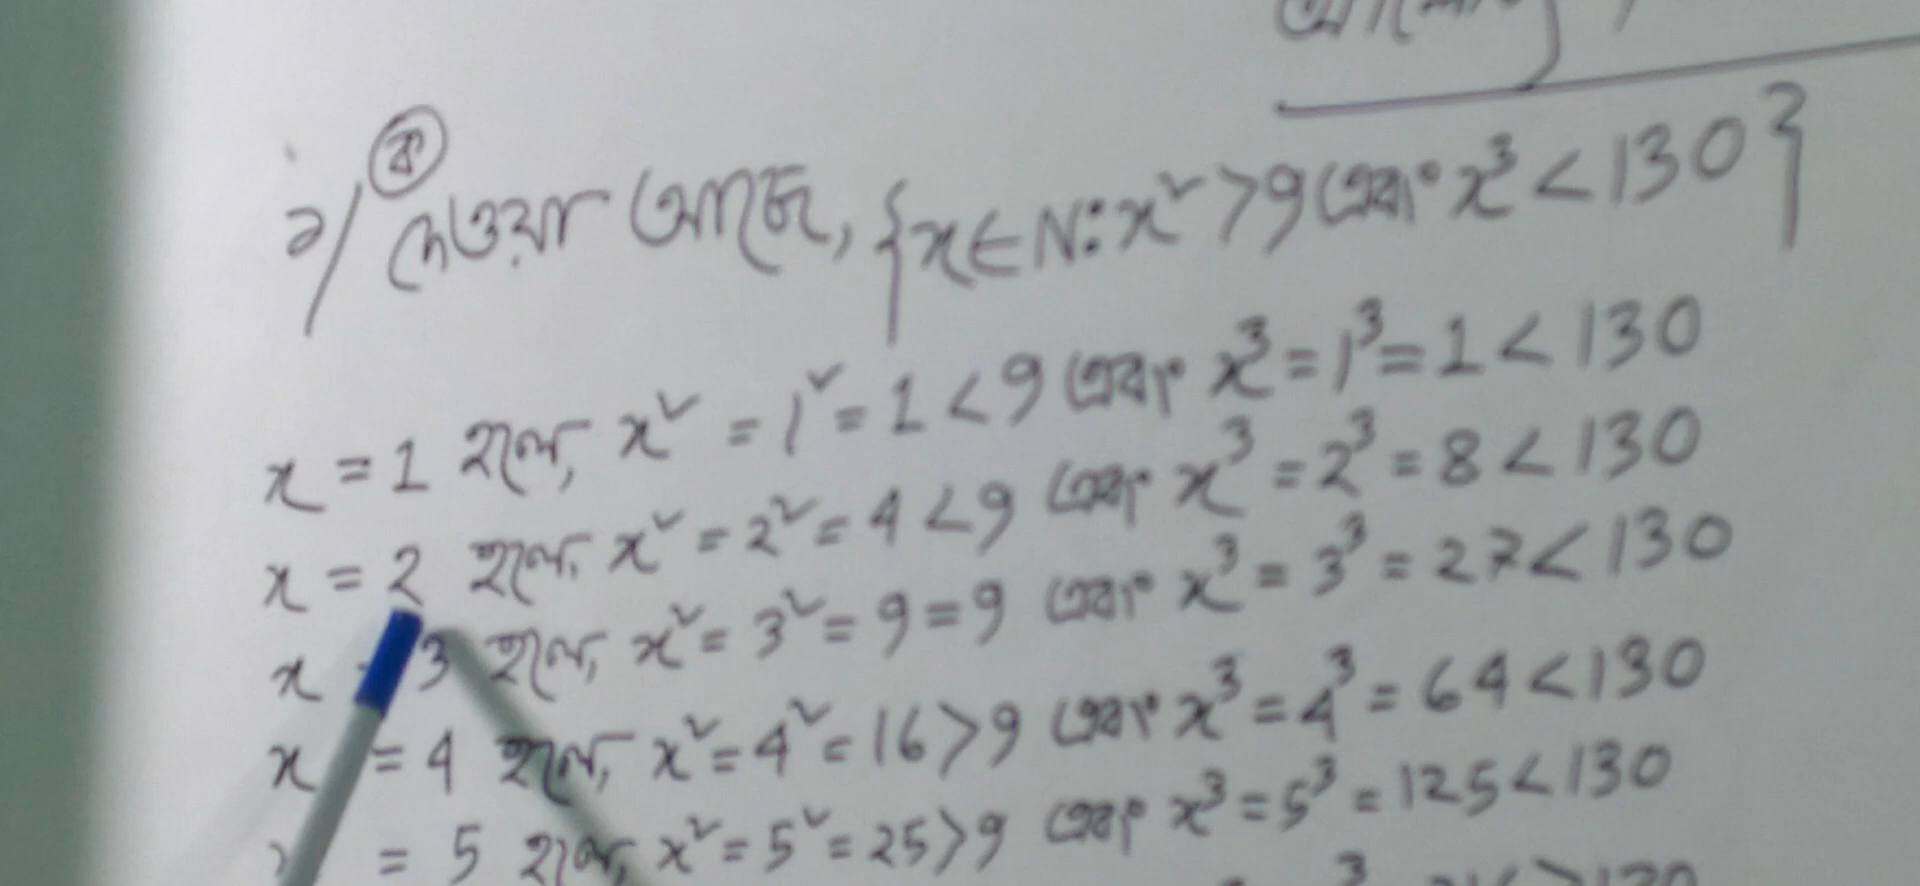 ১/ ক দেওয়া আছে, {x∈N: x² > 9 এবং x³ < 130}
x = 1 হলে, x² = 1² = 1 < 9 এবং x³ = 1³ = 1 < 130
x = 2 হলে, x² = 2² = 4 < 9 এবং x³ = 2³ = 8 < 130
x = 3 হলে, x² = 3² = 9 = 9 এবং x³ = 3³ = 27 < 130
x = 4 হলে, x² = 4² = 16 > 9 এবং x³ = 4³ = 64 < 130
= 5 হলে, x² = 5² = 25 > 9 এবং x³ = 5³ = 125 < 130